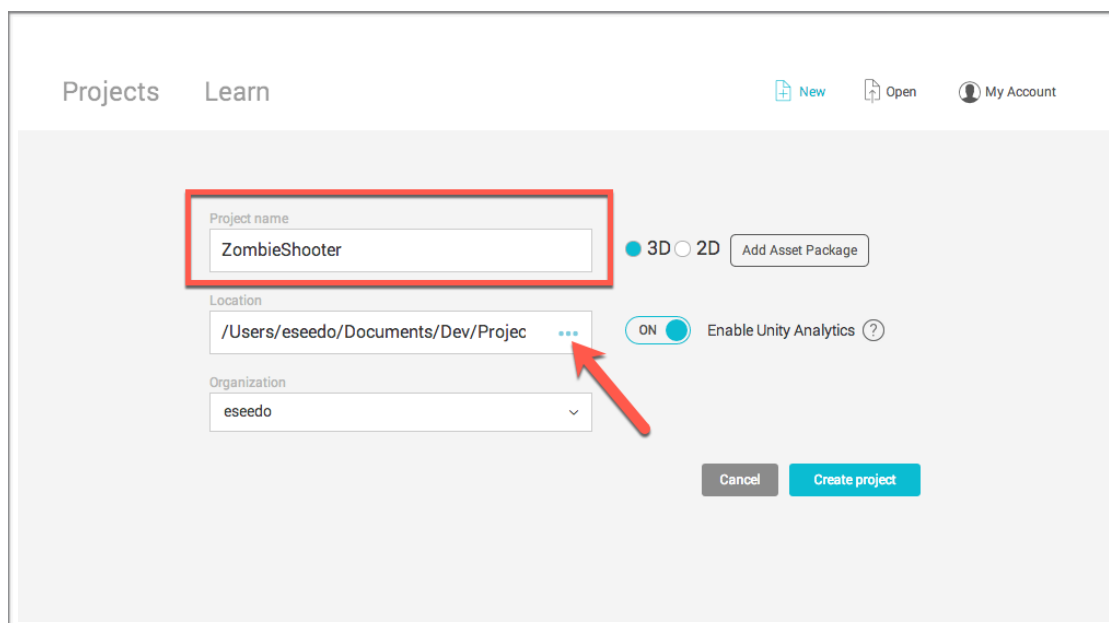 Projects Learn New Open My Account
Project name
ZombieShooter 3D 2D Add Asset Package
Location
/Users/eseedo/Documents/Dev/Projec ... ON Enable Unity Analytics ?
Organization
eseedo
Cancel Create project